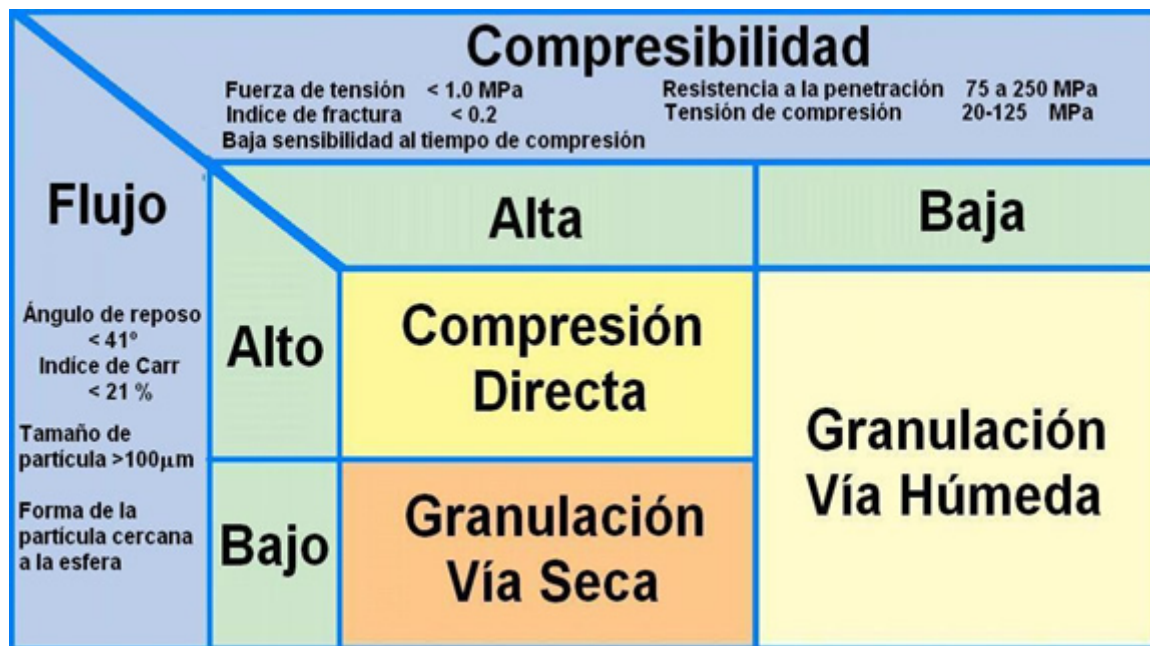 Compresibilidad
Fuerza de tensión < 1.0 MPa
Resistencia a la penetración 75 a 250 MPa
Indice de fractura < 0.2
Tensión de compresión 20-125 MPa
Baja sensibilidad al tiempo de compresión
Flujo
Alta
Baja
Ángulo de reposo
< 41º
Indíce de Carr
< 21 %
Tamaño de
partícula >100µm
Forma de la
partícula cercana
a la esfera
Alto
Compresión
Directa
Granulación
Vía Húmeda
Bajo
Granulación
Vía Seca